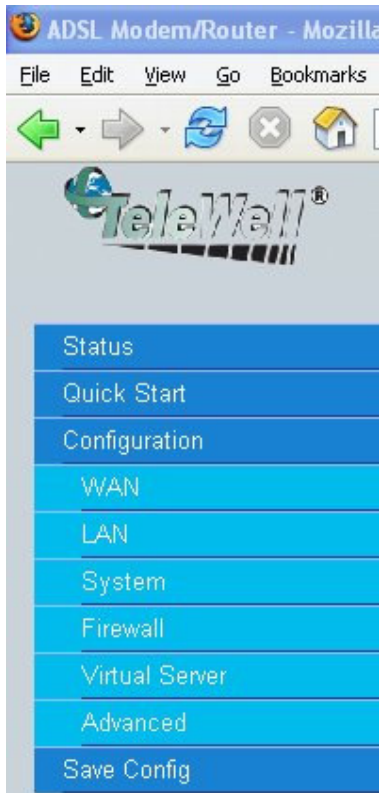 ADSL Modem/Router - Mozilla
File Edit View Go Bookmarks
TeleWell®
Status
Quick Start
Configuration
WAN
LAN
System
Firewall
Virtual Server
Advanced
Save Config